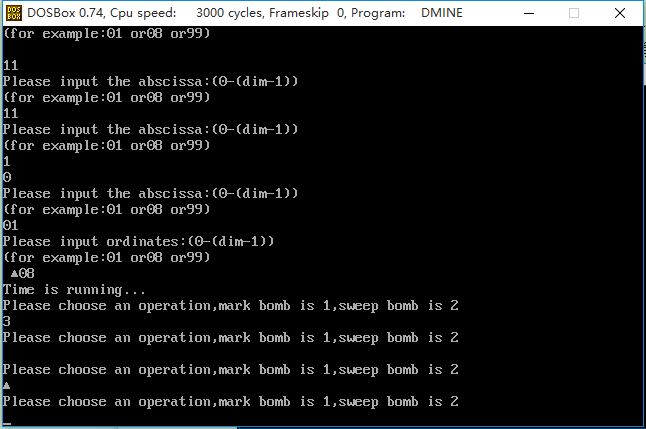 DOSBox 0.74, Cpu speed: 3000 cycles, Frameskip 0, Program: DMINE
(for example:01 or08 or99)
11
Please input the abscissa:(0-(dim-1))
(for example:01 or08 or99)
11
Please input the abscissa:(0-(dim-1))
(for example:01 or08 or99)
1
0
Please input the abscissa:(0-(dim-1))
(for example:01 or08 or99)
01
Please input ordinates:(0-(dim-1))
(for example:01 or08 or99)
▲08
Time is running...
Please choose an operation,mark bomb is 1,sweep bomb is 2
3
Please choose an operation,mark bomb is 1,sweep bomb is 2
Please choose an operation,mark bomb is 1,sweep bomb is 2
▲
Please choose an operation,mark bomb is 1,sweep bomb is 2